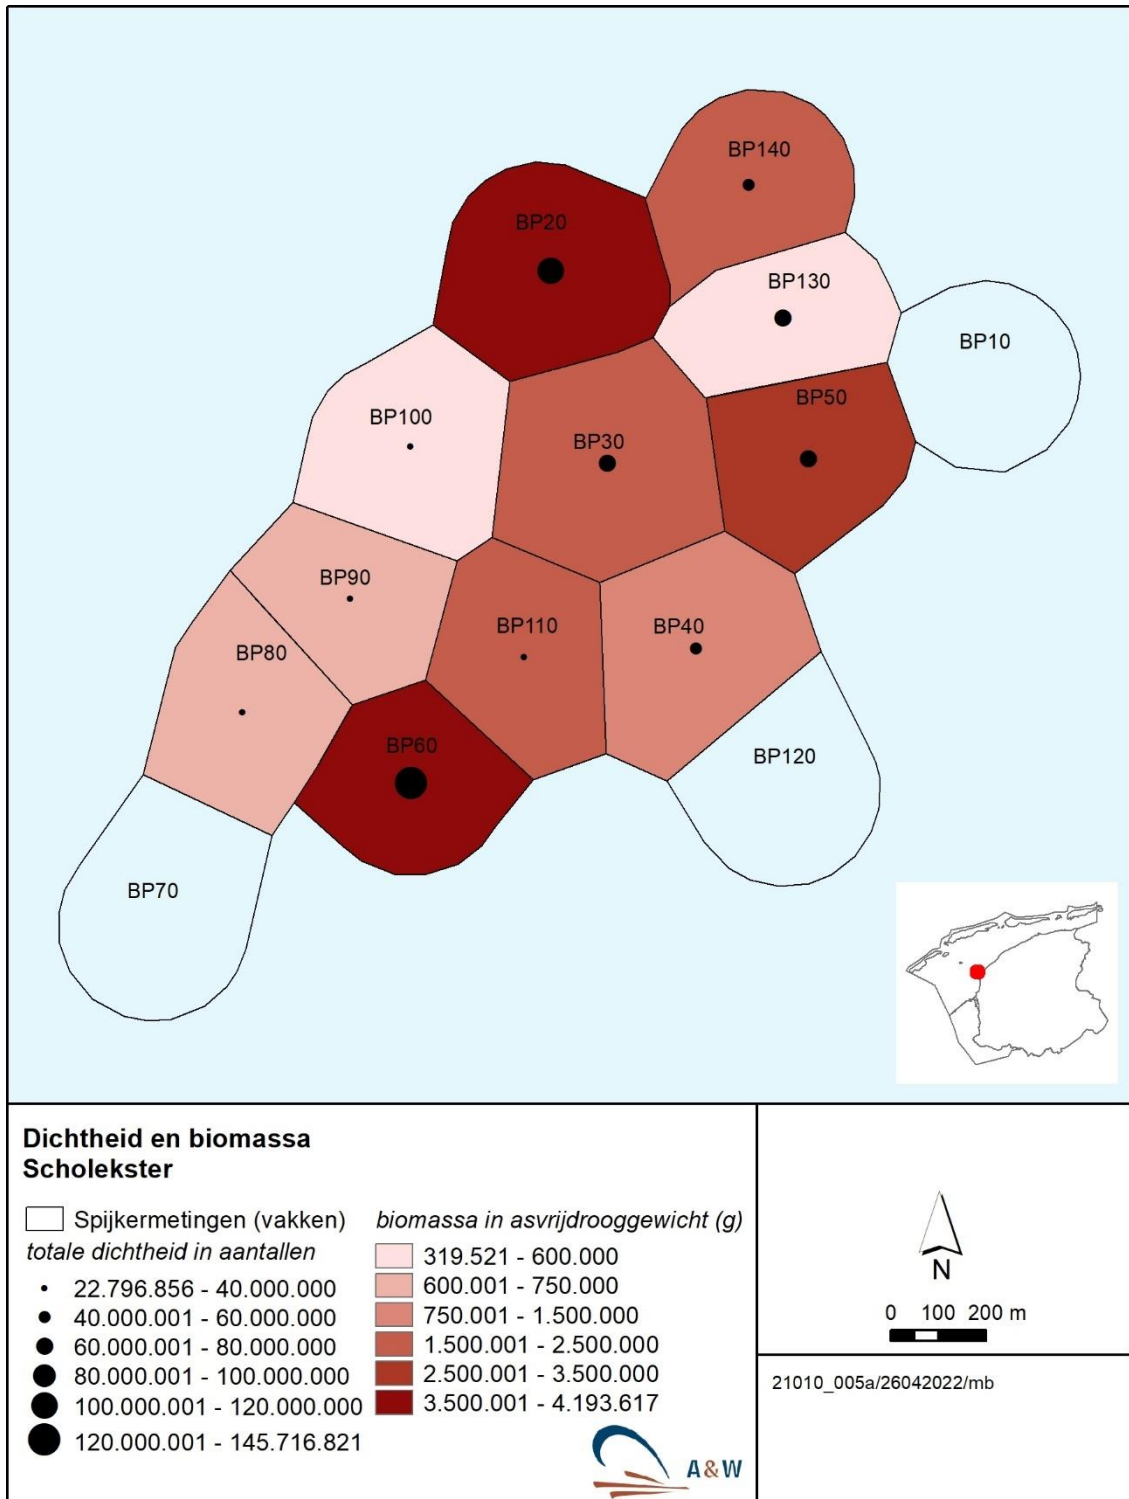 BP140
BP20
BP130
BP10
BP50
BP100
BP30
BP90
BP110
BP40
BP80
BP60
BP120
BP70
Dichtheid en biomassa
Scholekster
Spijkermetingen (vakken)
totale dichtheid in aantallen
22.796.856 - 40.000.000
40.000.001 - 60.000.000
60.000.001 - 80.000.000
80.000.001 - 100.000.000
100.000.001 - 120.000.000
120.000.001 - 145.716.821
biomassa in asvrijdrooggewicht (g)
319.521 - 600.000
600.001 - 750.000
750.001 - 1.500.000
1.500.001 - 2.500.000
2.500.001 - 3.500.000
3.500.001 - 4.193.617
A&W
N
0 100 200 m
21010_005a/26042022/mb